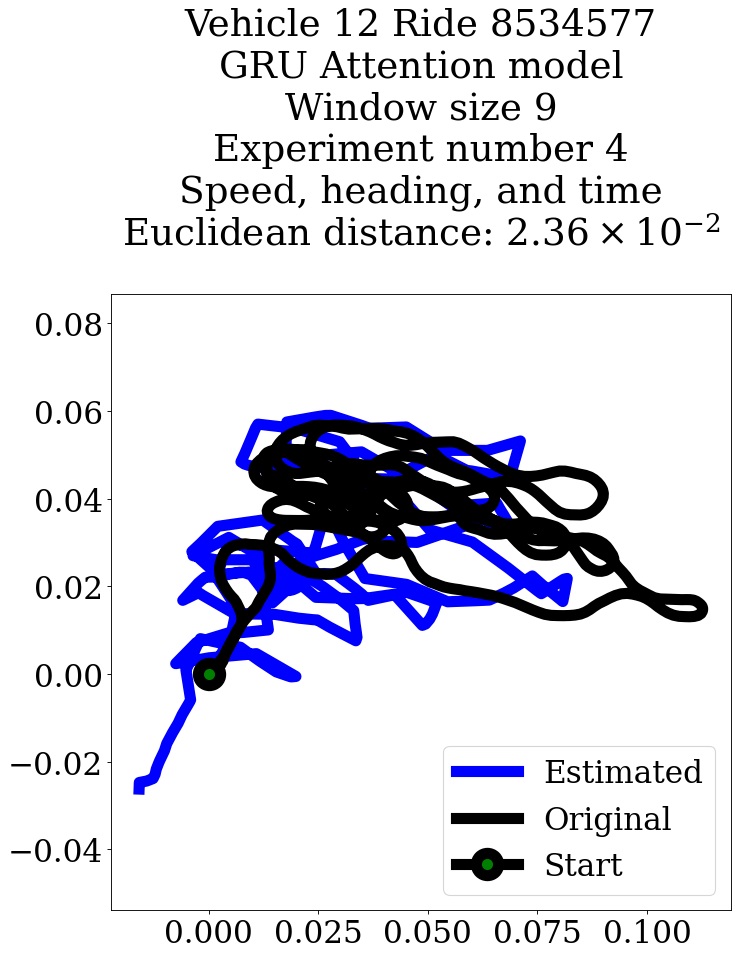 Vehicle 12 Ride 8534577
GRU Attention model
Window size 9
Experiment number 4
Speed, heading, and time
Euclidean distance: 2.36 × 10⁻²
0.08
0.06
0.04
0.02
0.00
−0.02
−0.04
Estimated
Original
Start
0.000 0.025 0.050 0.075 0.100